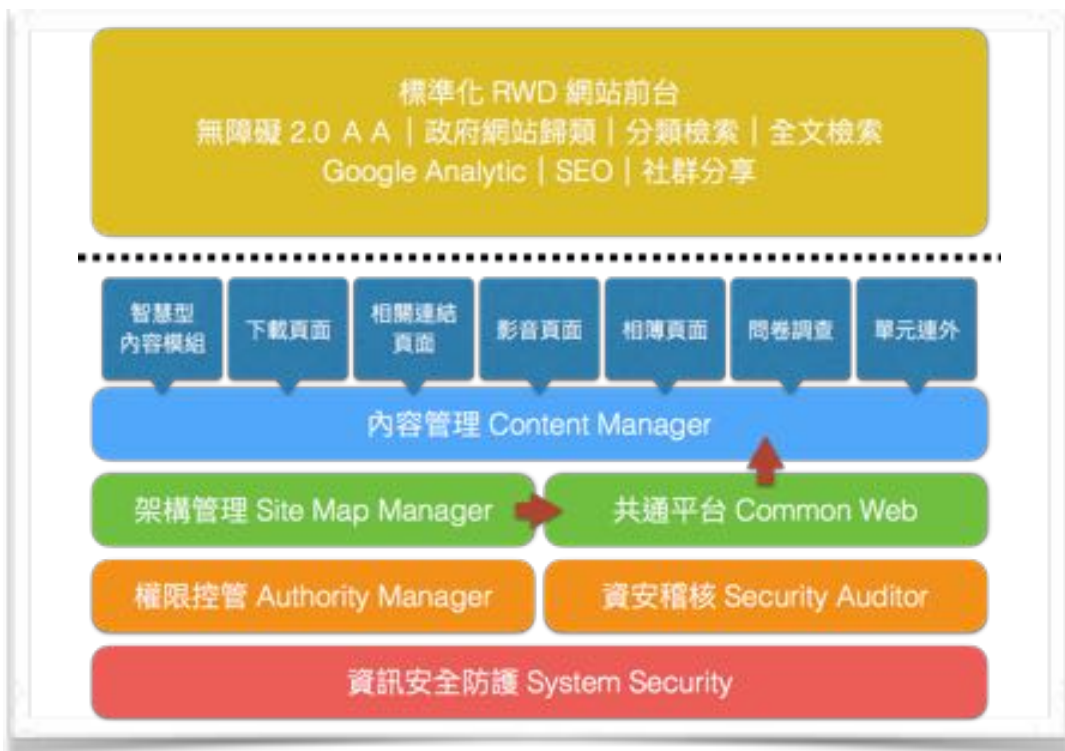 標準化 RWD 網站前台
無障礙 2.0 A A｜政府網站歸類｜分類檢索｜全文檢索
Google Analytic｜SEO｜社群分享
智慧型
內容模組
下載頁面
相關連結
頁面
影音頁面
相簿頁面
問卷調查
單元連外
內容管理 Content Manager
架構管理 Site Map Manager
共通平台 Common Web
權限控管 Authority Manager
資安稽核 Security Auditor
資訊安全防護 System Security